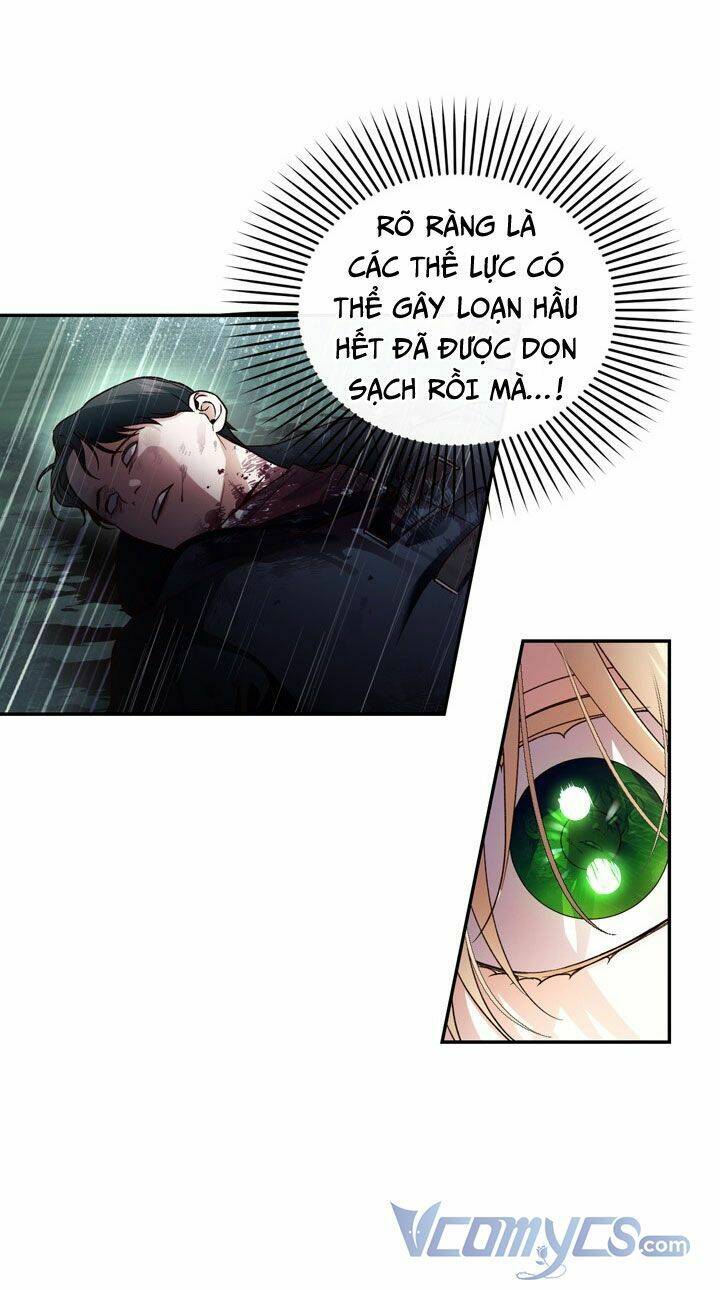 RÕ RÀNG LÀ
CÁC THẾ LỰC CÓ
THỂ GÂY LOẠN HẦU
HẾT ĐÃ ĐƯỢC DỌN
SẠCH RỒI MÀ...!
VCOMYCS.com